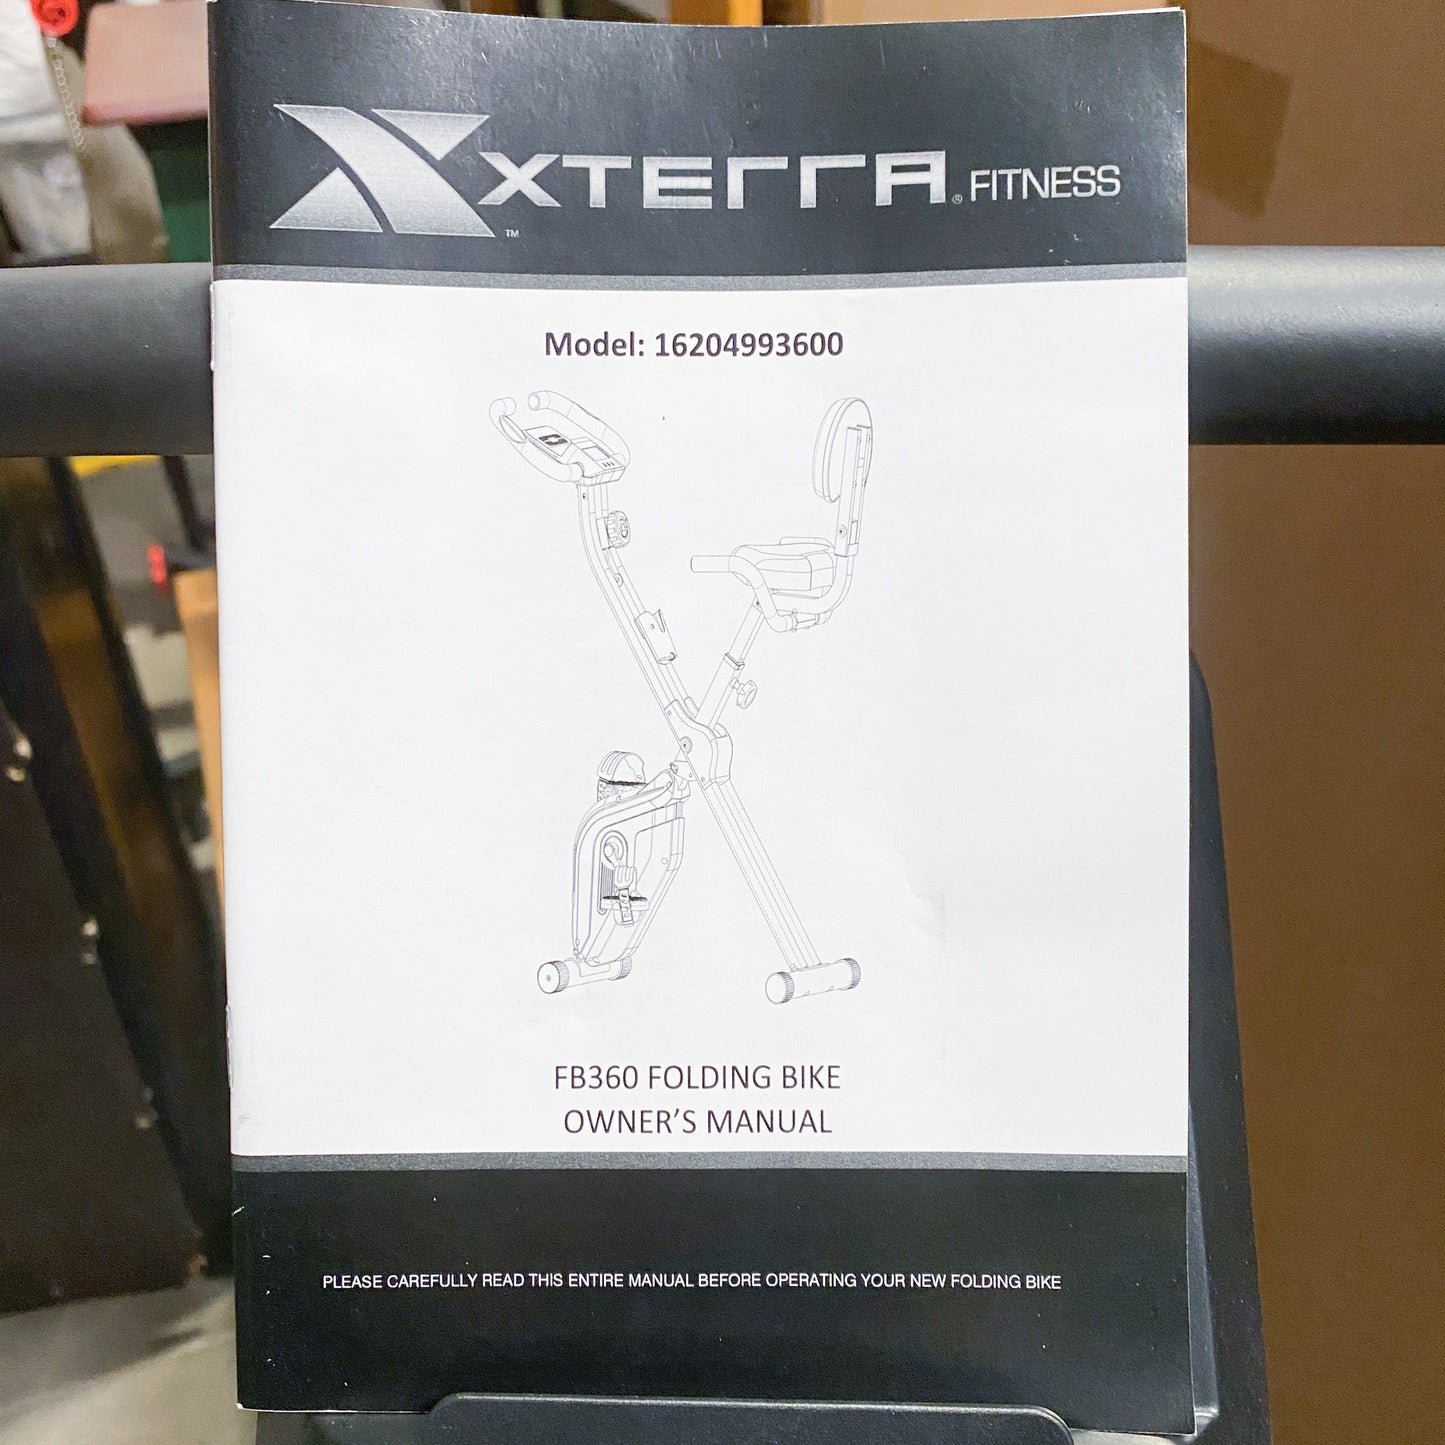 XTERRA® FITNESS
™
Model: 16204993600
FB360 FOLDING BIKE
OWNER’S MANUAL
PLEASE CAREFULLY READ THIS ENTIRE MANUAL BEFORE OPERATING YOUR NEW FOLDING BIKE